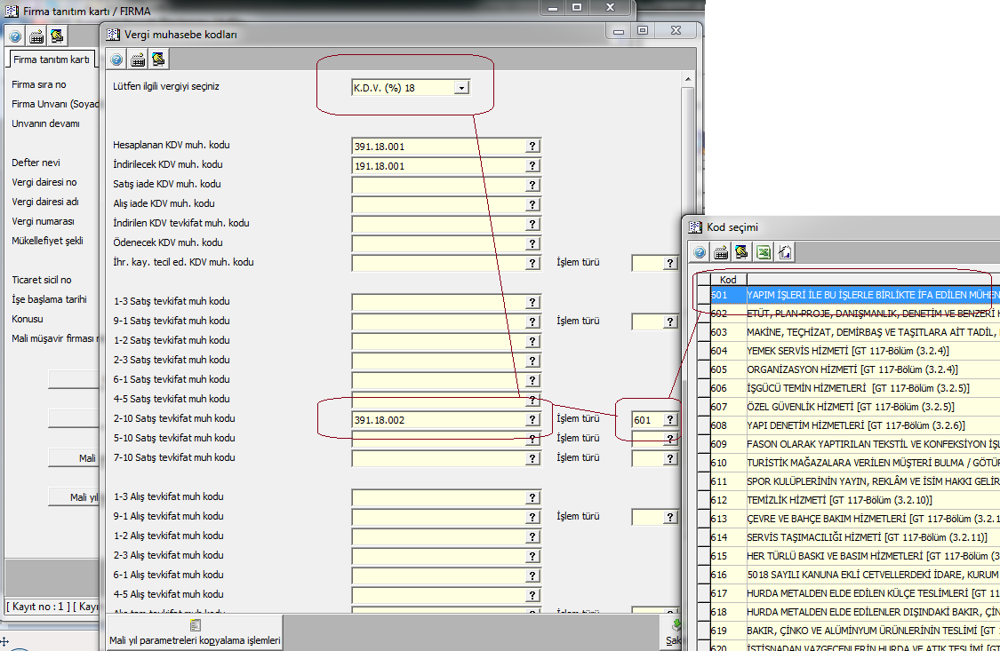 Firma tanıtım kartı / FIRMA
Firma tanıtım kartı
Firma sıra no
Firma Unvanı (Soyad
Unvanın devamı
Defter nevi
Vergi dairesi no
Vergi dairesi adı
Vergi numarası
Mükellefiyet şekli
Ticaret sicil no
İşe başlama tarihi
Konusu
Mali müşavir firması
Mali
Mali yıl
[ Kayıt no : 1 ] [ Kayı
Vergi muhasebe kodları
Lütfen ilgili vergiyi seçiniz K.D.V. (%) 18
Hesaplanan KDV muh. kodu 391.18.001 ?
İndirilecek KDV muh. kodu 191.18.001 ?
Satış iade KDV muh. kodu ?
Alış iade KDV muh. kodu ?
İndirilen KDV tevkifat muh. kodu ?
Ödenecek KDV muh. kodu ?
İhr. kay. tecil ed. KDV muh. kodu ? İşlem türü ?
1-3 Satış tevkifat muh kodu ?
9-1 Satış tevkifat muh kodu ? İşlem türü ?
1-2 Satış tevkifat muh kodu ?
2-3 Satış tevkifat muh kodu ?
6-1 Satış tevkifat muh kodu ?
4-5 Satış tevkifat muh kodu ?
2-10 Satış tevkifat muh kodu 391.18.002 ? İşlem türü 601 ?
5-10 Satış tevkifat muh kodu ? İşlem türü ?
7-10 Satış tevkifat muh kodu ? İşlem türü ?
1-3 Alış tevkifat muh kodu ?
9-1 Alış tevkifat muh kodu ? İşlem türü ?
1-2 Alış tevkifat muh kodu ?
2-3 Alış tevkifat muh kodu ?
6-1 Alış tevkifat muh kodu ?
4-5 Alış tevkifat muh kodu ?
Alış tam tevkifat muh kodu ? İşlem türü ?
Mali yıl parametreleri kopyalama işlemleri
Sak
Kod seçimi
Kod
601 YAPIM İŞLERİ İLE BU İŞLERLE BİRLİKTE İFA EDİLEN MÜHEN
602 ETÜT, PLAN-PROJE, DANIŞMANLIK, DENETİM VE BENZERİ H
603 MAKİNE, TEÇHİZAT, DEMİRBAŞ VE TAŞITLARA AİT TADİL,
604 YEMEK SERVİS HİZMETİ [GT 117-Bölüm (3.2.4)]
605 ORGANİZASYON HİZMETİ [GT 117-Bölüm (3.2.4)]
606 İŞGÜCÜ TEMİN HİZMETLERİ [GT 117-Bölüm (3.2.5)]
607 ÖZEL GÜVENLİK HİZMETİ [GT 117-Bölüm (3.2.5)]
608 YAPI DENETİM HİZMETLERİ [GT 117-Bölüm (3.2.6)]
609 FASON OLARAK YAPTIRILAN TEKSTİL VE KONFEKSİYON İŞL
610 TURİSTİK MAĞAZALARA VERİLEN MÜŞTERİ BULMA / GÖTÜR
611 SPOR KULÜPLERİNİN YAYIN, REKLÂM VE İSİM HAKKI GELİR
612 TEMİZLİK HİZMETİ [GT 117-Bölüm (3.2.10)]
613 ÇEVRE VE BAHÇE BAKIM HİZMETLERİ [GT 117-Bölüm (3.2.1
614 SERVİS TAŞIMACILIĞI HİZMETİ [GT 117-Bölüm (3.2.11)]
615 HER TÜRLÜ BASKI VE BASIM HİZMETLERİ [GT 117-Bölüm (3
616 5018 SAYILI KANUNA EKLİ CETVELLERDEKİ İDARE, KURUM
617 HURDA METALDEN ELDE EDİLEN KÜLÇE TESLİMLERİ [GT 11
618 HURDA METALDEN ELDE EDİLENLER DIŞINDAKİ BAKIR, ÇİN
619 BAKIR, ÇİNKO VE ALÜMİNYUM ÜRÜNLERİNİN TESLİMİ [GT
620 İSTİSNADAN VAZGEÇENLERİN HURDA VE ATIK TESLİMİ [GT